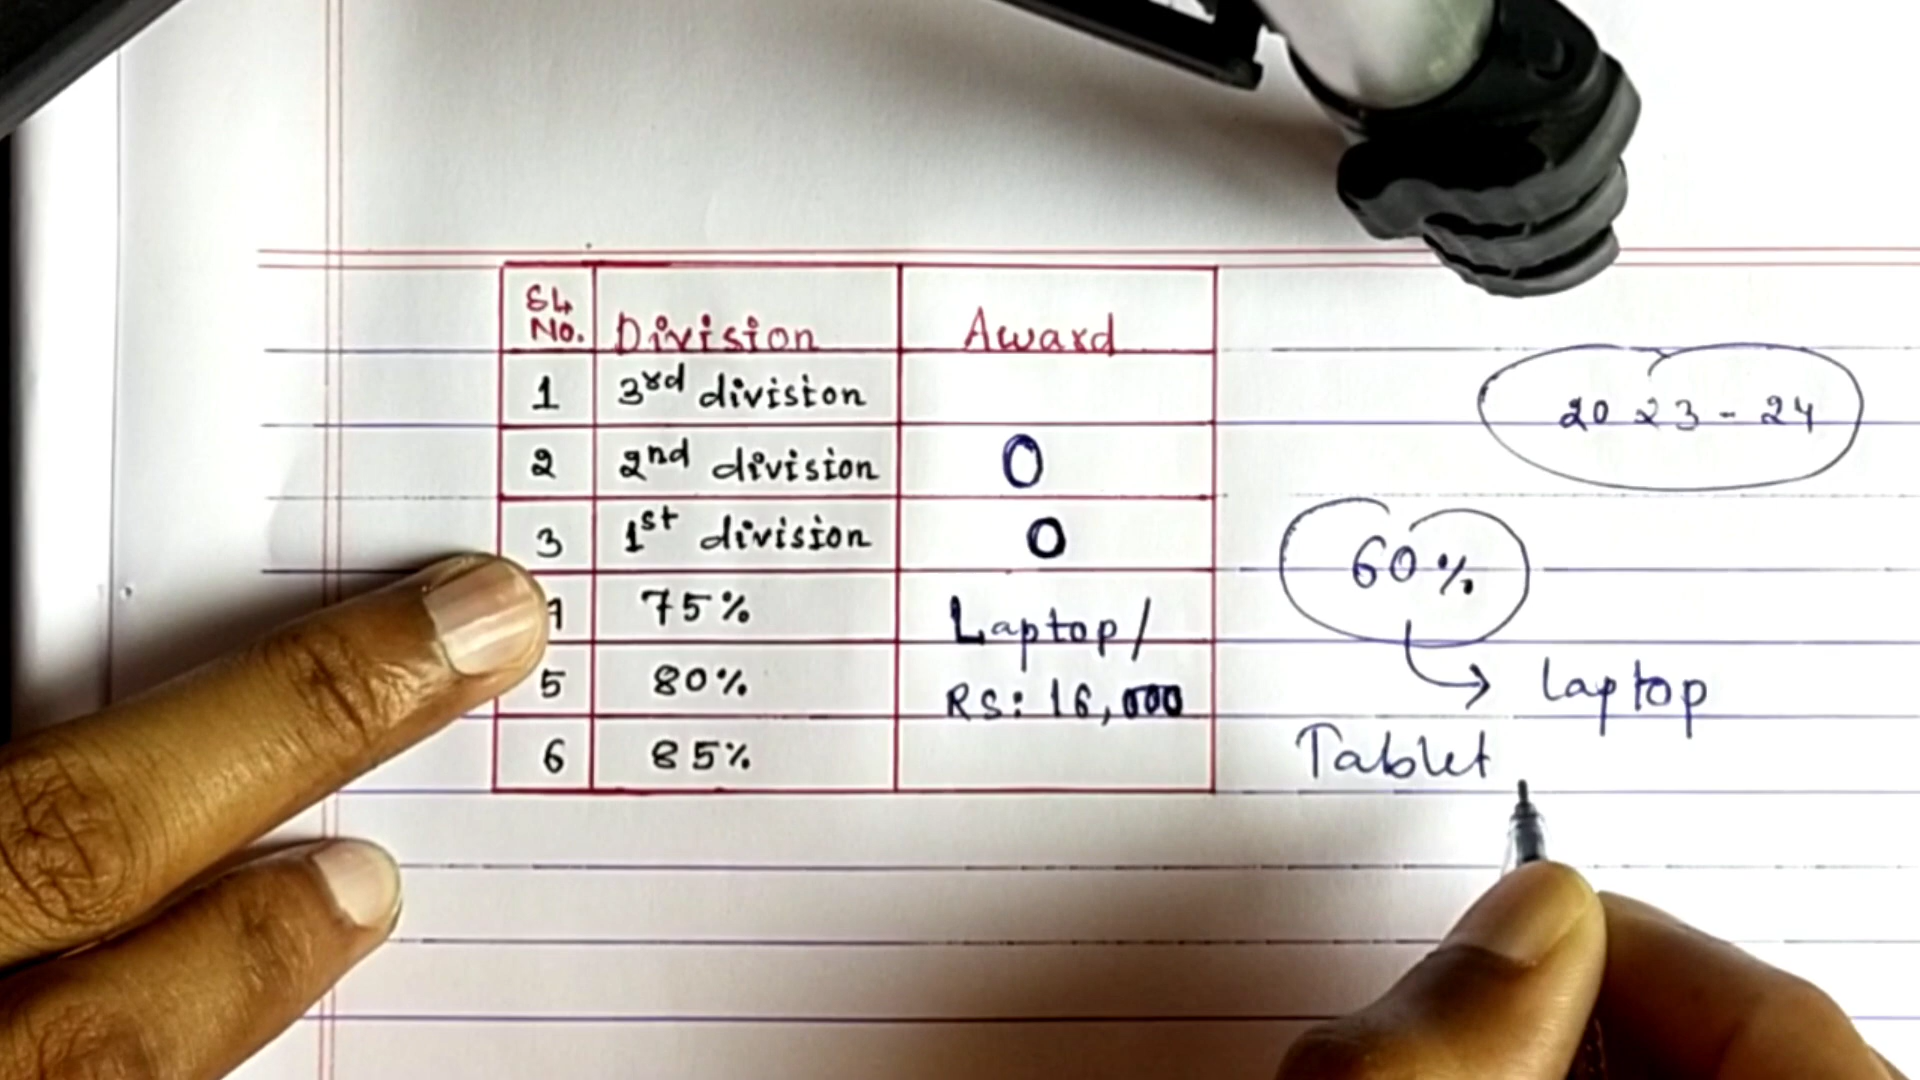 SL No. Division Award
1 3rd division
2 2nd division 0
3 1st division 0
4 75% Laptop/
5 80% RS: 16,000
6 85%
2023-24
60%
laptop
Tablet